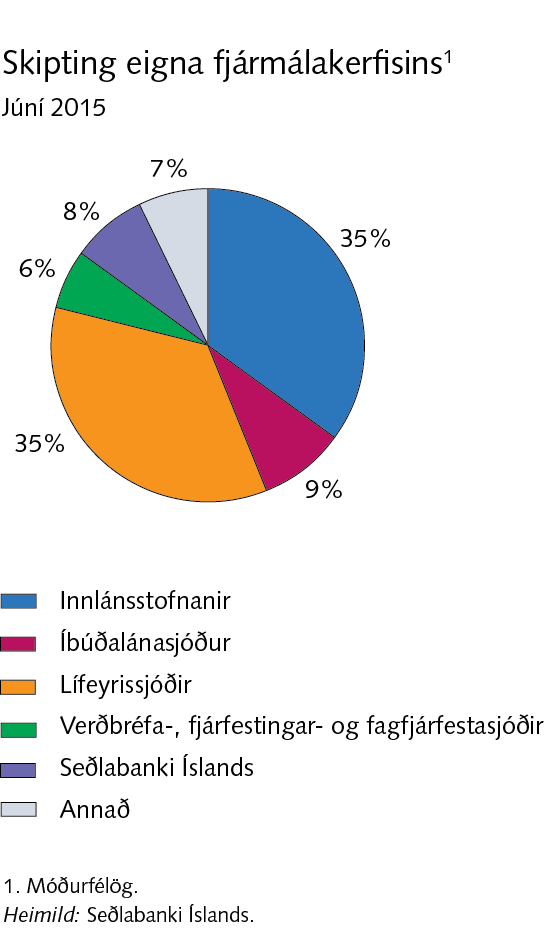 Skipting eigna fjármálakerfisins¹
Júní 2015
7%
8%
35%
6%
35%
9%
Innlánsstofnanir
Íbúðalánasjóður
Lífeyrissjóðir
Verðbréfa-, fjárfestingar- og fagfjárfestasjóðir
Seðlabanki Íslands
Annað
1. Móðurfélög.
Heimild: Seðlabanki Íslands.